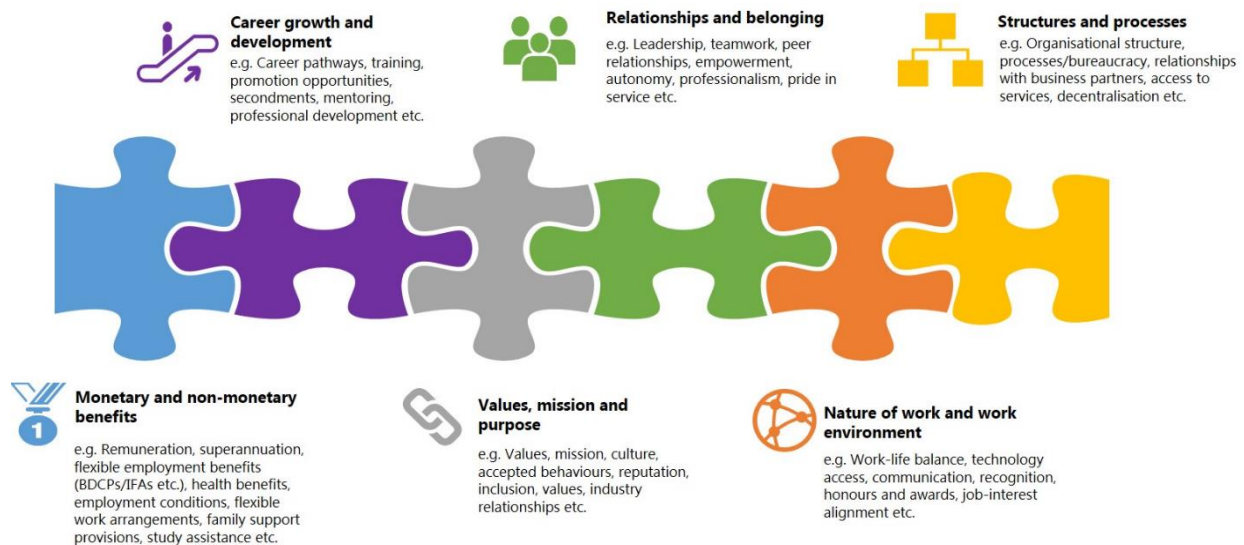 Career growth and
development
e.g. Career pathways, training,
promotion opportunities,
secondments, mentoring,
professional development etc.
Relationships and belonging
e.g. Leadership, teamwork, peer
relationships, empowerment,
autonomy, professionalism, pride in
service etc.
Structures and processes
e.g. Organisational structure,
processes/bureaucracy, relationships
with business partners, access to
services, decentralisation etc.
1
Monetary and non-monetary
benefits
e.g. Remuneration, superannuation,
flexible employment benefits
(BDCPs/IFAs etc.), health benefits,
employment conditions, flexible
work arrangements, family support
provisions, study assistance etc.
Values, mission and
purpose
e.g. Values, mission, culture,
accepted behaviours, reputation,
inclusion, values, industry
relationships etc.
Nature of work and work
environment
e.g. Work-life balance, technology
access, communication, recognition,
honours and awards, job-interest
alignment etc.